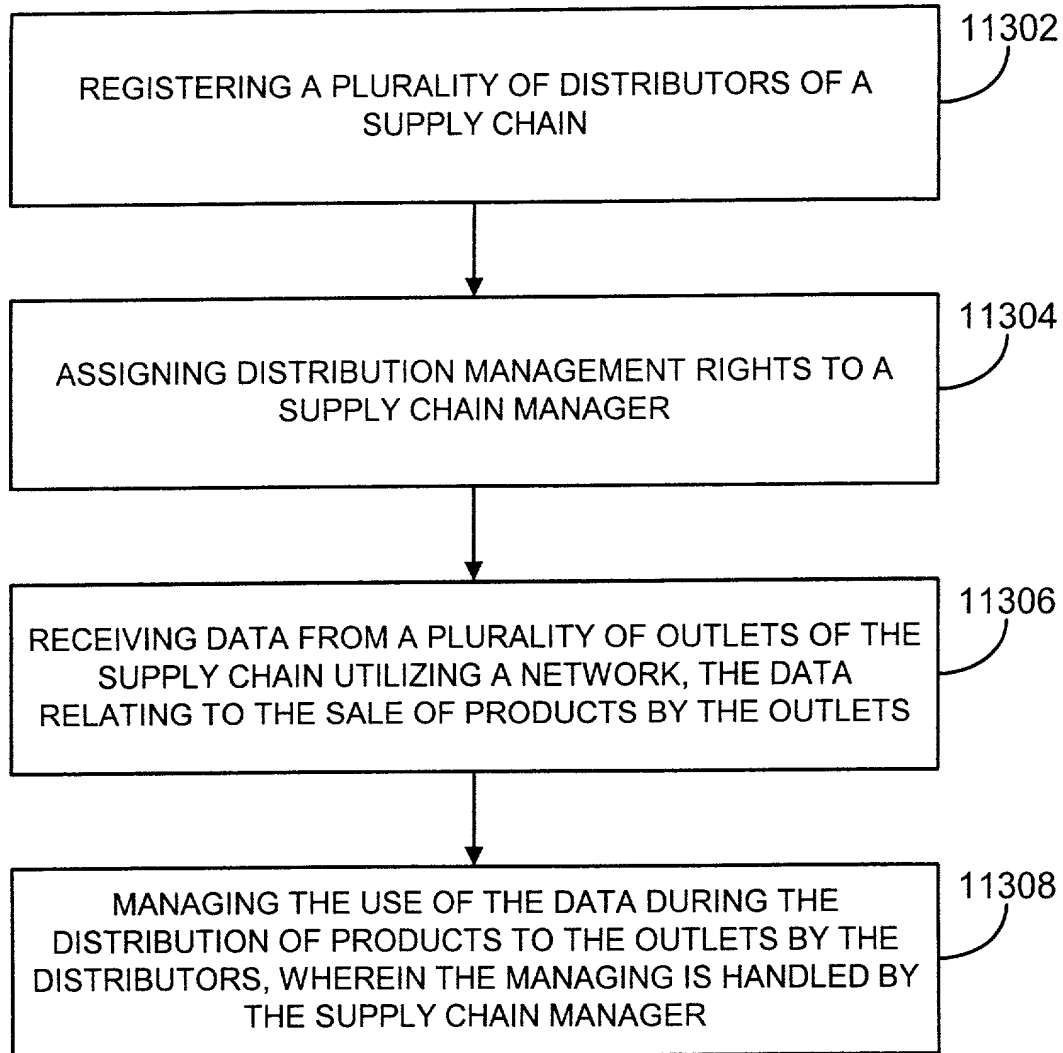 11302
REGISTERING A PLURALITY OF DISTRIBUTORS OF A
SUPPLY CHAIN
11304
ASSIGNING DISTRIBUTION MANAGEMENT RIGHTS TO A
SUPPLY CHAIN MANAGER
11306
RECEIVING DATA FROM A PLURALITY OF OUTLETS OF THE
SUPPLY CHAIN UTILIZING A NETWORK, THE DATA
RELATING TO THE SALE OF PRODUCTS BY THE OUTLETS
11308
MANAGING THE USE OF THE DATA DURING THE
DISTRIBUTION OF PRODUCTS TO THE OUTLETS BY THE
DISTRIBUTORS, WHEREIN THE MANAGING IS HANDLED BY
THE SUPPLY CHAIN MANAGER